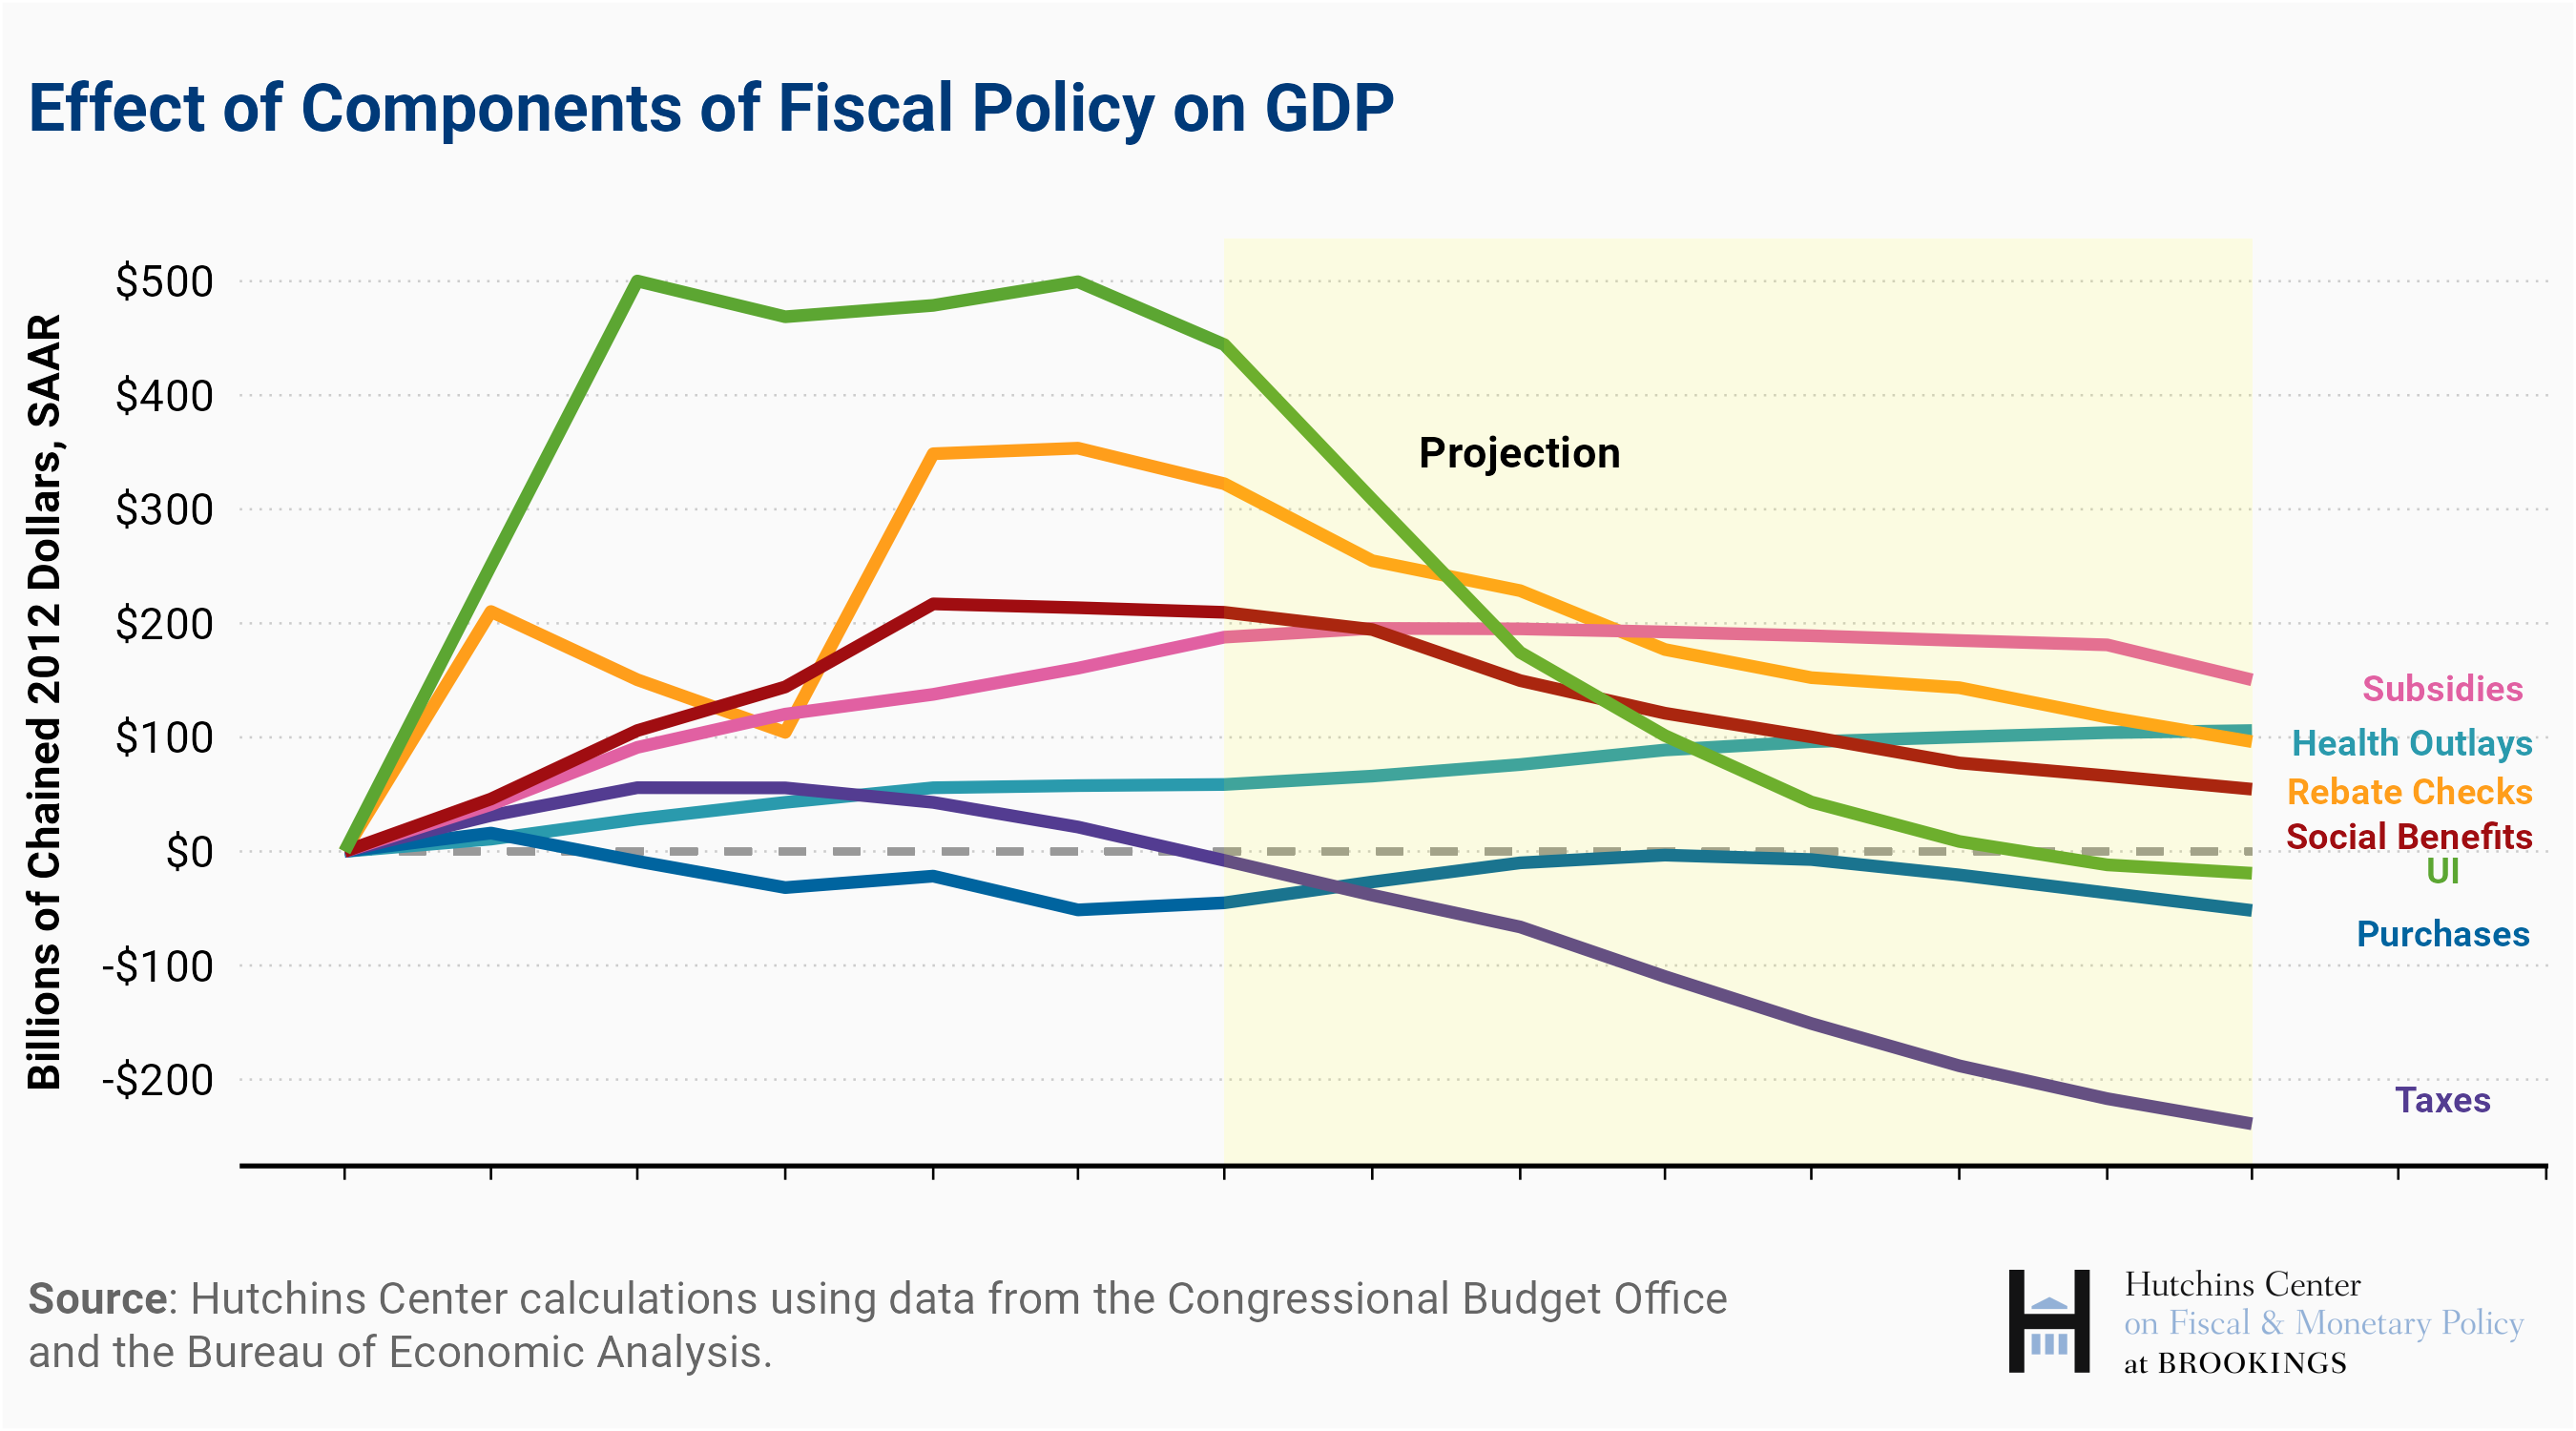 Effect of Components of Fiscal Policy on GDP
Billions of Chained 2012 Dollars, SAAR
$500
$400
$300
$200
$100
$0
-$100
-$200
Projection
Subsidies
Health Outlays
Rebate Checks
Social Benefits
UI
Purchases
Taxes
Source: Hutchins Center calculations using data from the Congressional Budget Office
and the Bureau of Economic Analysis.
Hutchins Center
on Fiscal & Monetary Policy
at BROOKINGS